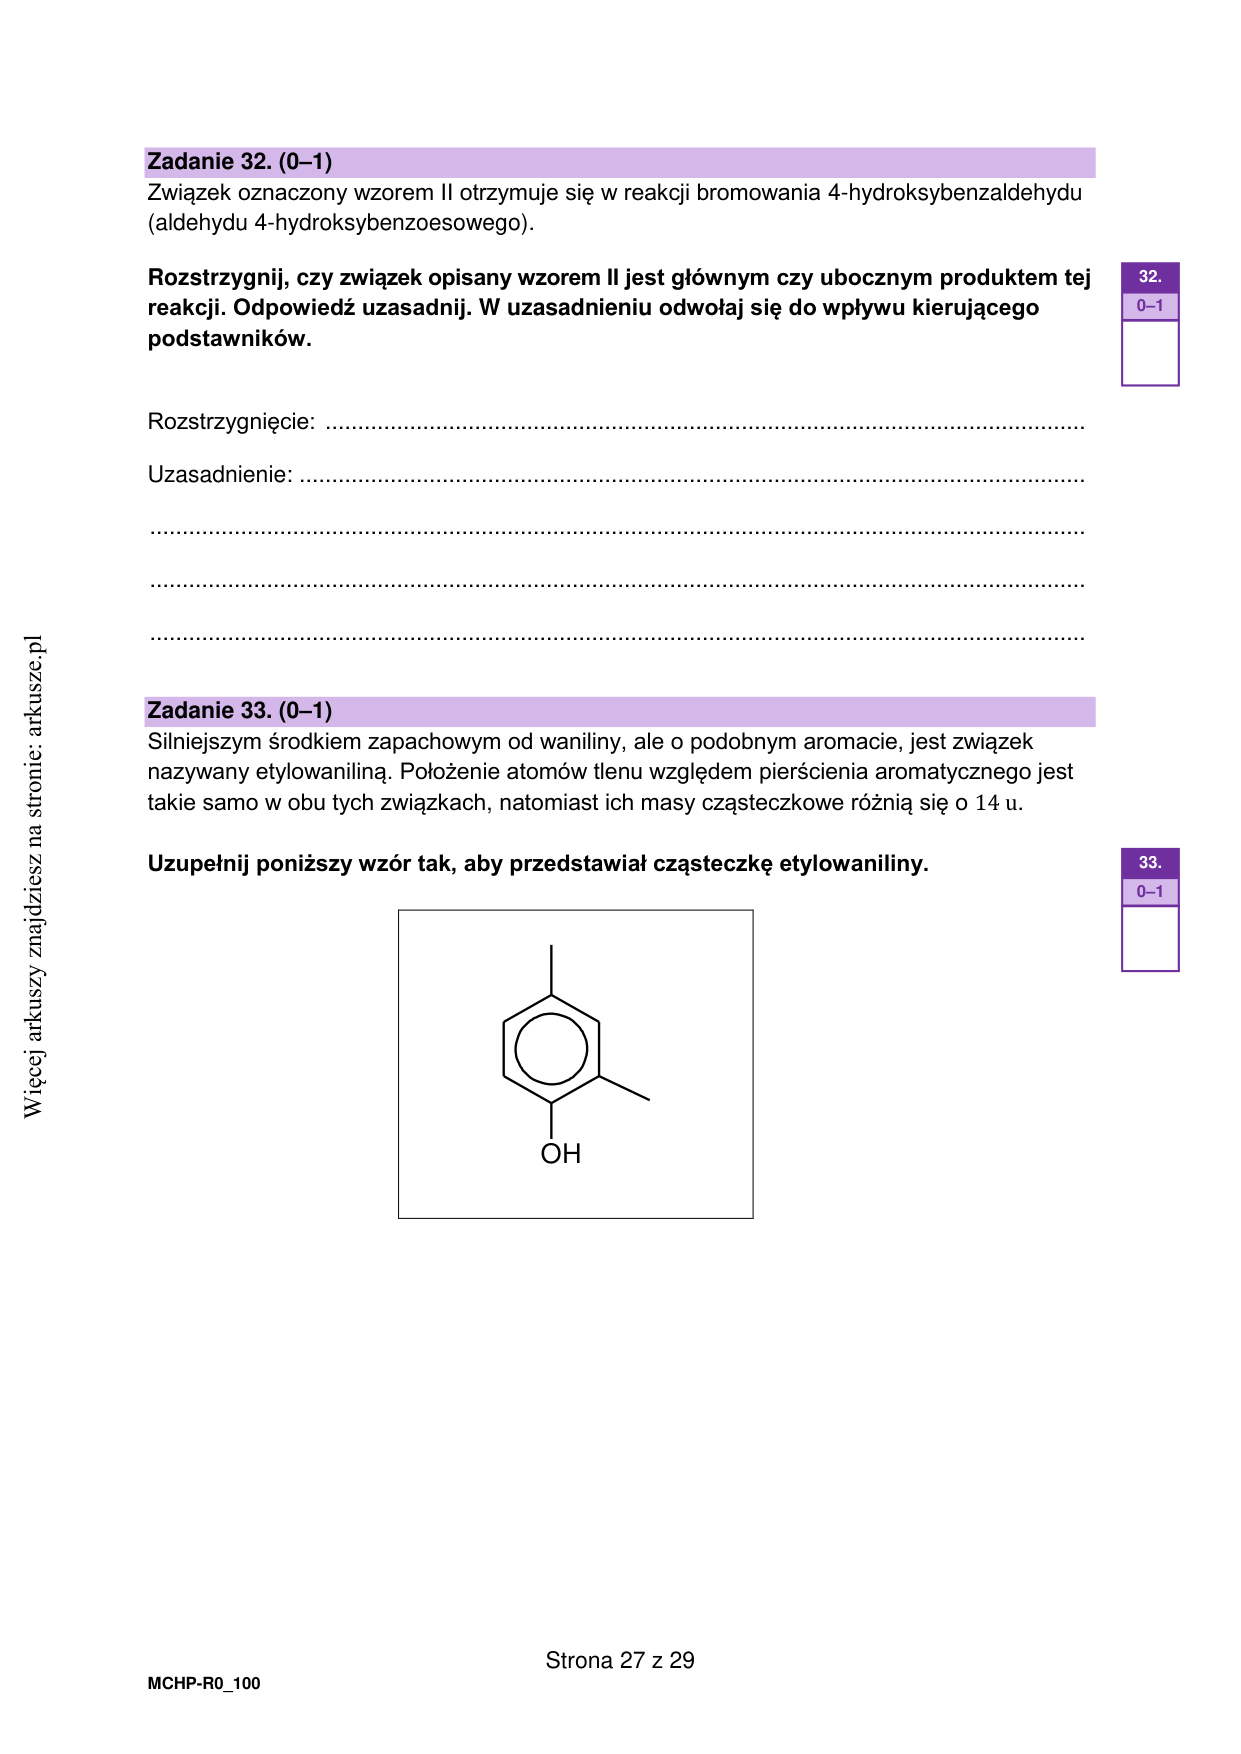 Zadanie 32. (0–1)
Związek oznaczony wzorem II otrzymuje się w reakcji bromowania 4-hydroksybenzaldehydu
(aldehydu 4-hydroksybenzoesowego).
Rozstrzygnij, czy związek opisany wzorem II jest głównym czy ubocznym produktem tej
reakcji. Odpowiedź uzasadnij. W uzasadnieniu odwołaj się do wpływu kierującego
podstawników.
32.
0–1
Rozstrzygnięcie: ....................................................................................................................
Uzasadnienie: ........................................................................................................................
...............................................................................................................................................
...............................................................................................................................................
...............................................................................................................................................
Zadanie 33. (0–1)
Silniejszym środkiem zapachowym od waniliny, ale o podobnym aromacie, jest związek
nazywany etylowaniliną. Położenie atomów tlenu względem pierścienia aromatycznego jest
takie samo w obu tych związkach, natomiast ich masy cząsteczkowe różnią się o 14 u.
Uzupełnij poniższy wzór tak, aby przedstawiał cząsteczkę etylowaniliny.
33.
0–1
OH
Więcej arkuszy znajdziesz na stronie: arkusze.pl
Strona 27 z 29
MCHP-R0_100